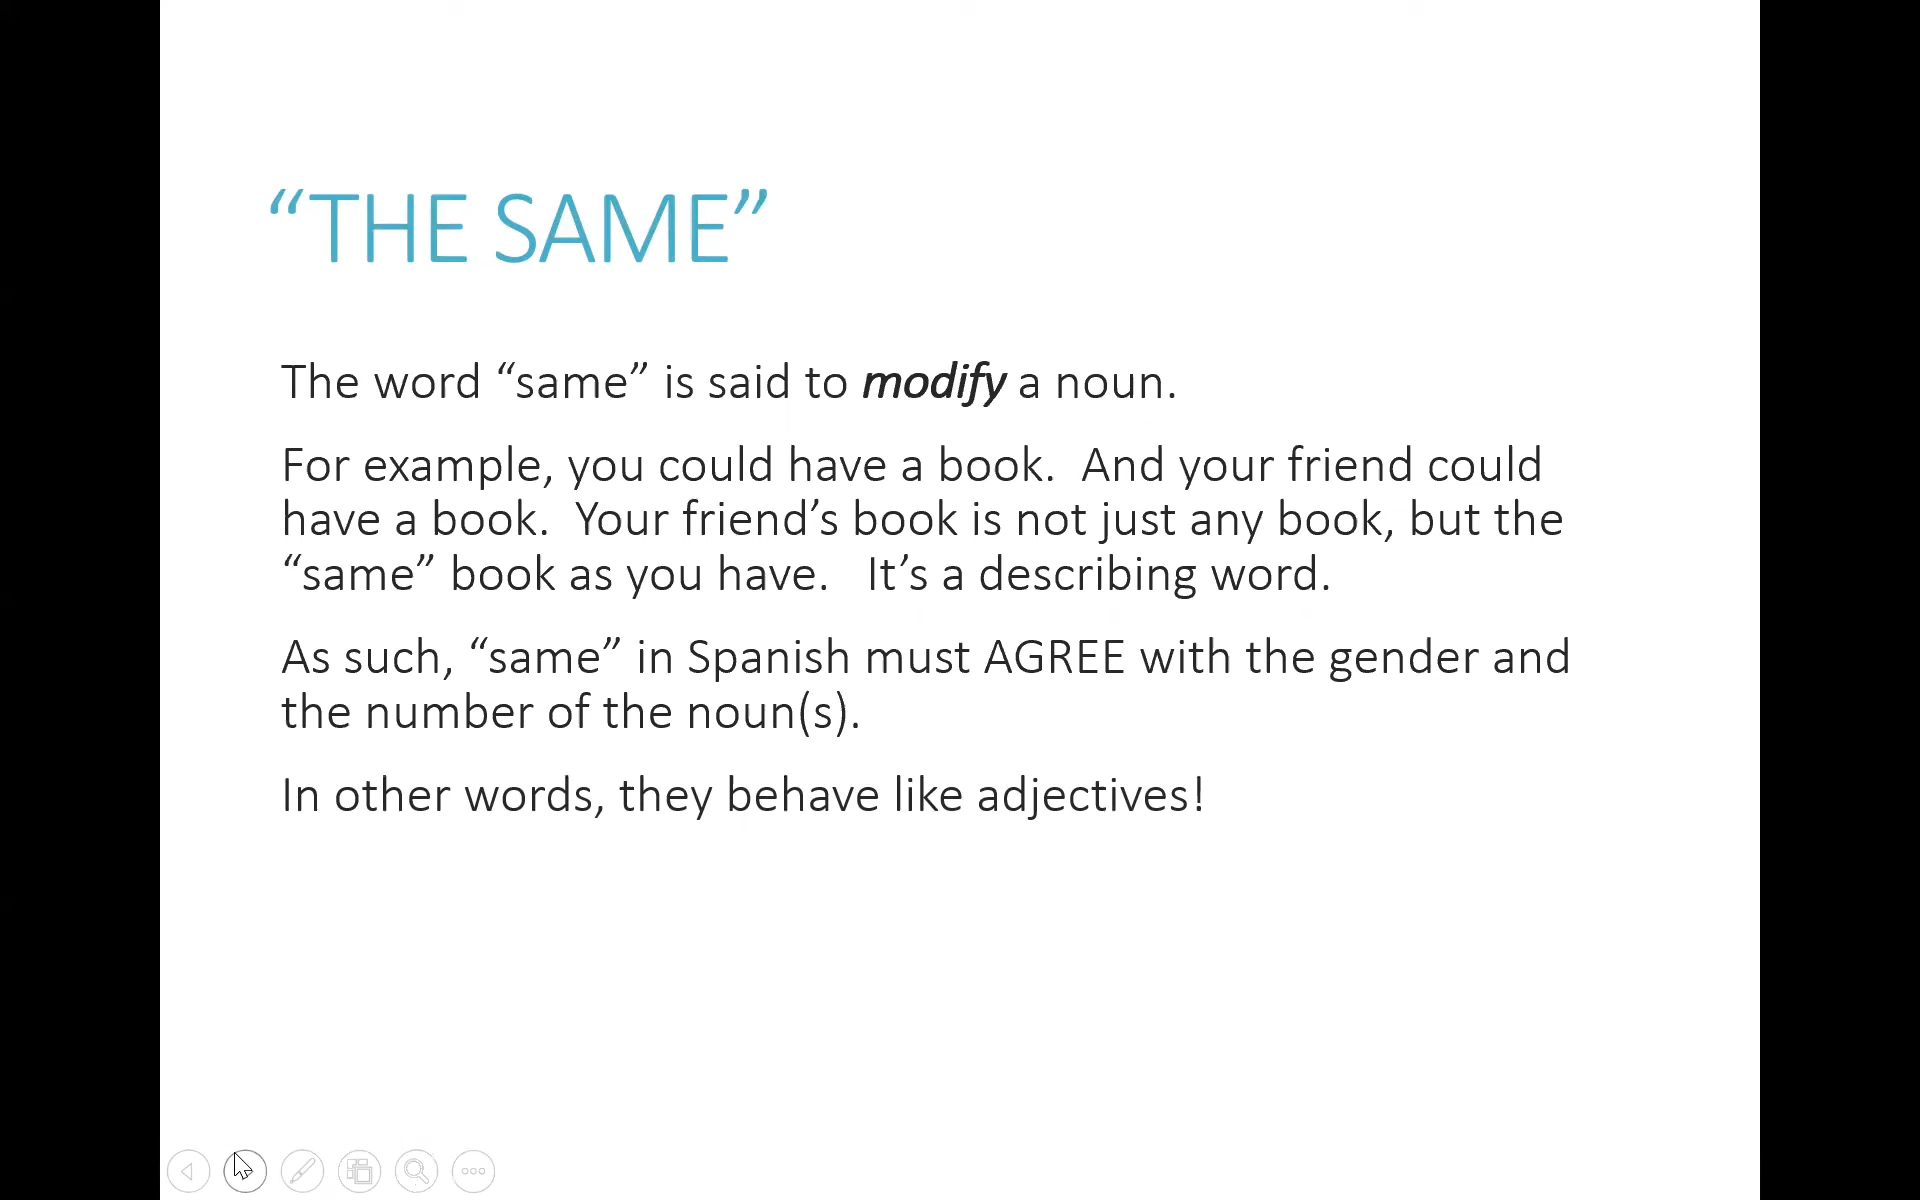 “THE SAME”
The word “same” is said to modify a noun.
For example, you could have a book.  And your friend could
have a book.  Your friend’s book is not just any book, but the
“same” book as you have.   It’s a describing word.
As such, “same” in Spanish must AGREE with the gender and
the number of the noun(s).
In other words, they behave like adjectives!